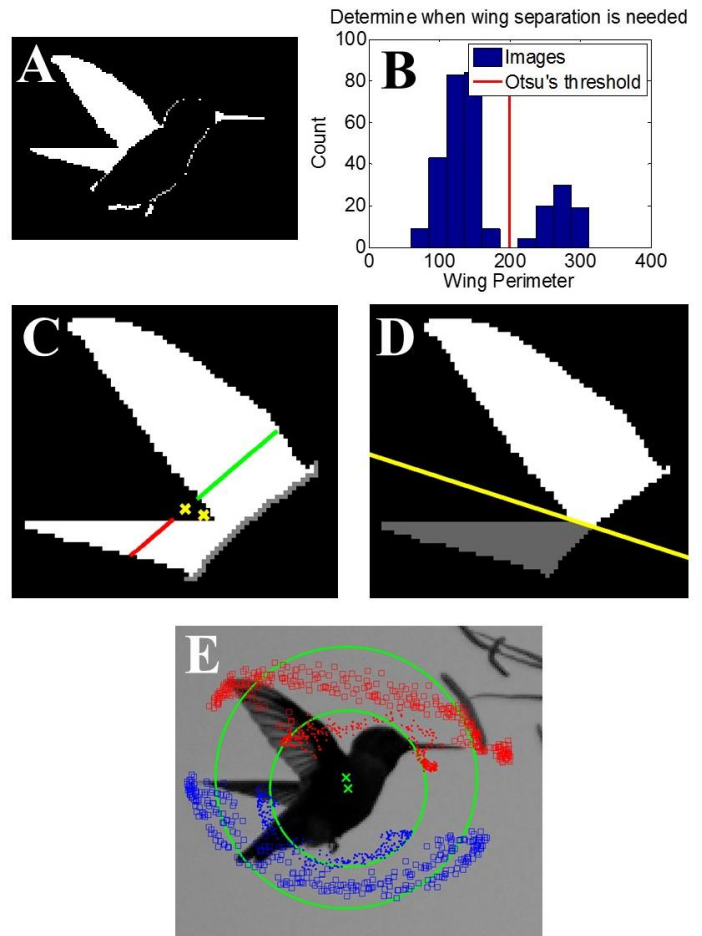 A
Determine when wing separation is needed
100
80
60
40
20
0
Count
B
Images
Otsu's threshold
0
100
200
300
400
Wing Perimeter
C
D
E